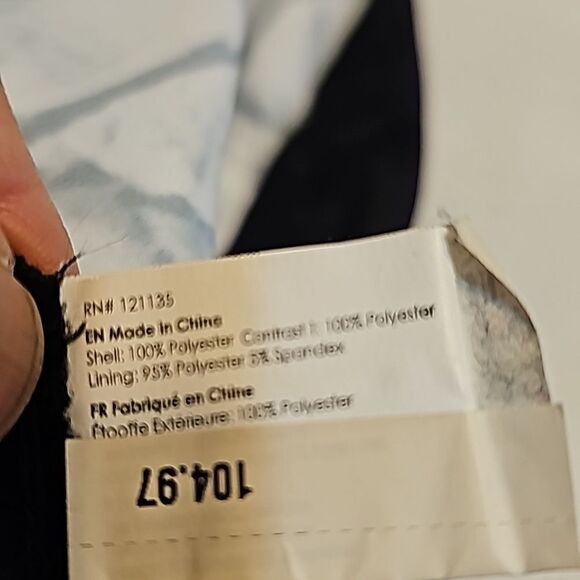 RN# 121135
EN Made in China
Shell: 100% Polyester Contrast 1: 100% Polyester
Lining: 95% Polyester 5% Spandex
FR Fabriqué en Chine
Étoffe Extérieure: 100% Polyester
104.97